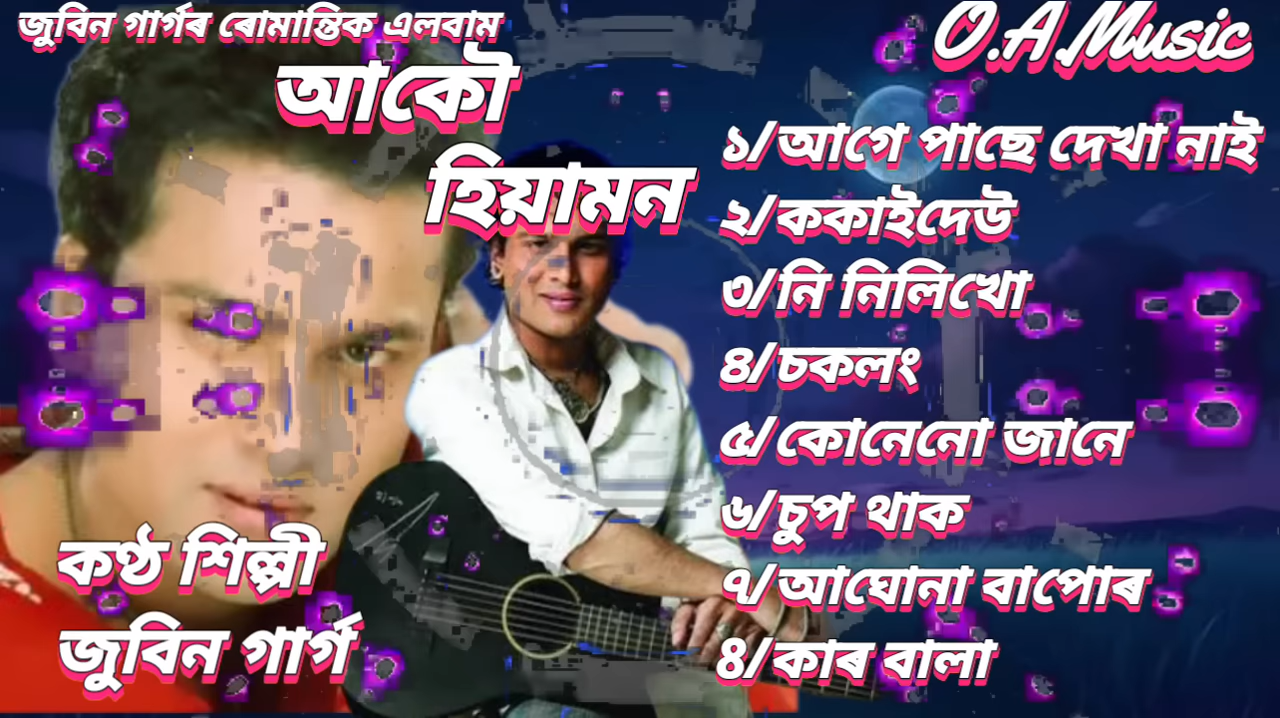 জুবিন গাৰ্গৰ ৰোমান্তিক এলবাম
আকৌ
হিয়ামন
O.A.Music
১/আগে পাছে দেখা নাই
২/ককাইদেউ
৩/নি নিলিখো
৪/চকলং
৫/কোনেনো জানে
৬/চুপ থাক
৭/আঘোনা বাপোৰ
৪/কাৰ বালা
কণ্ঠ শিল্পী
জুবিন গাৰ্গ